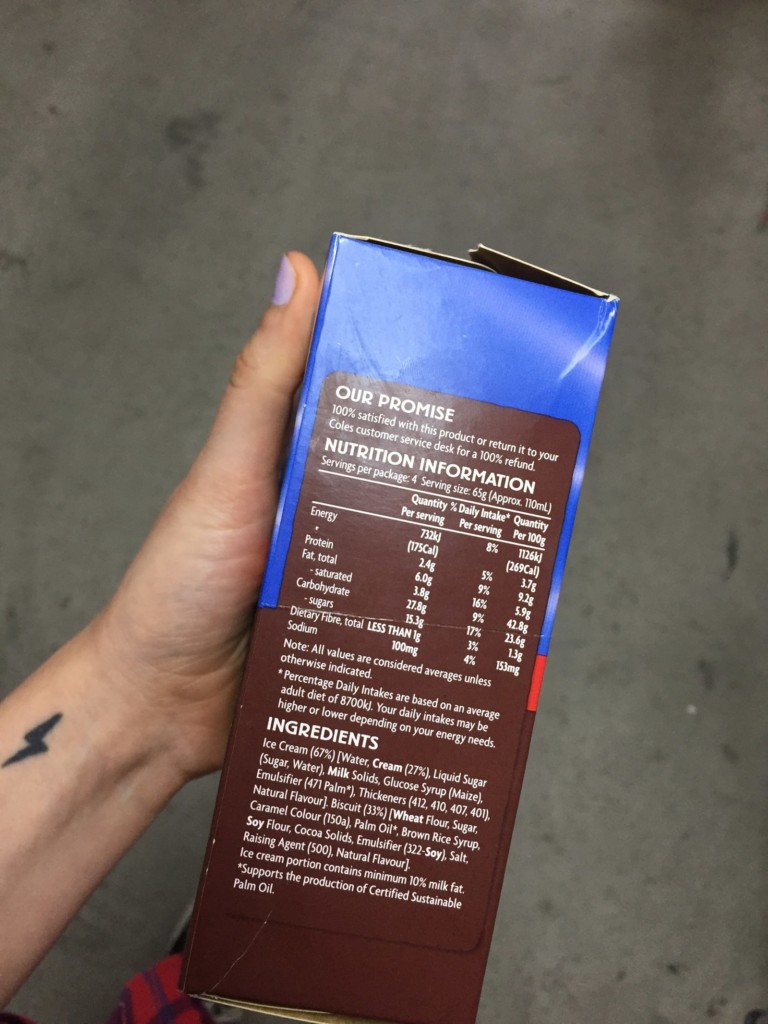 OUR PROMISE
100% satisfied with this product or return it to your
Coles customer service desk for a 100% refund.
NUTRITION INFORMATION
Servings per package: 4 Serving size: 65g (Approx. 110mL)
Quantity % Daily Intake* Quantity
Per serving Per serving Per 100g
Energy 732kJ 8% 1126kJ
(175Cal) (269Cal)
Protein 2.4g 5% 3.7g
Fat, total 6.0g 9% 9.2g
- saturated 3.8g 16% 5.9g
Carbohydrate 27.8g 9% 42.8g
- sugars 15.3g 17% 23.6g
Dietary Fibre, total LESS THAN 1g 3% 1.3g
Sodium 100mg 4% 153mg
Note: All values are considered averages unless
otherwise indicated.
*Percentage Daily Intakes are based on an average
adult diet of 8700kJ. Your daily intakes may be
higher or lower depending on your energy needs.
INGREDIENTS
Ice Cream (67%) [Water, Cream (27%), Liquid Sugar
(Sugar, Water), Milk Solids, Glucose Syrup (Maize),
Emulsifier (471 Palm*), Thickeners (412, 410, 407, 401),
Natural Flavour]. Biscuit (33%) [Wheat Flour, Sugar,
Caramel Colour (150a), Palm Oil*, Brown Rice Syrup,
Soy Flour, Cocoa Solids, Emulsifier (322-Soy), Salt,
Raising Agent (500), Natural Flavour].
Ice cream portion contains minimum 10% milk fat.
*Supports the production of Certified Sustainable
Palm Oil.